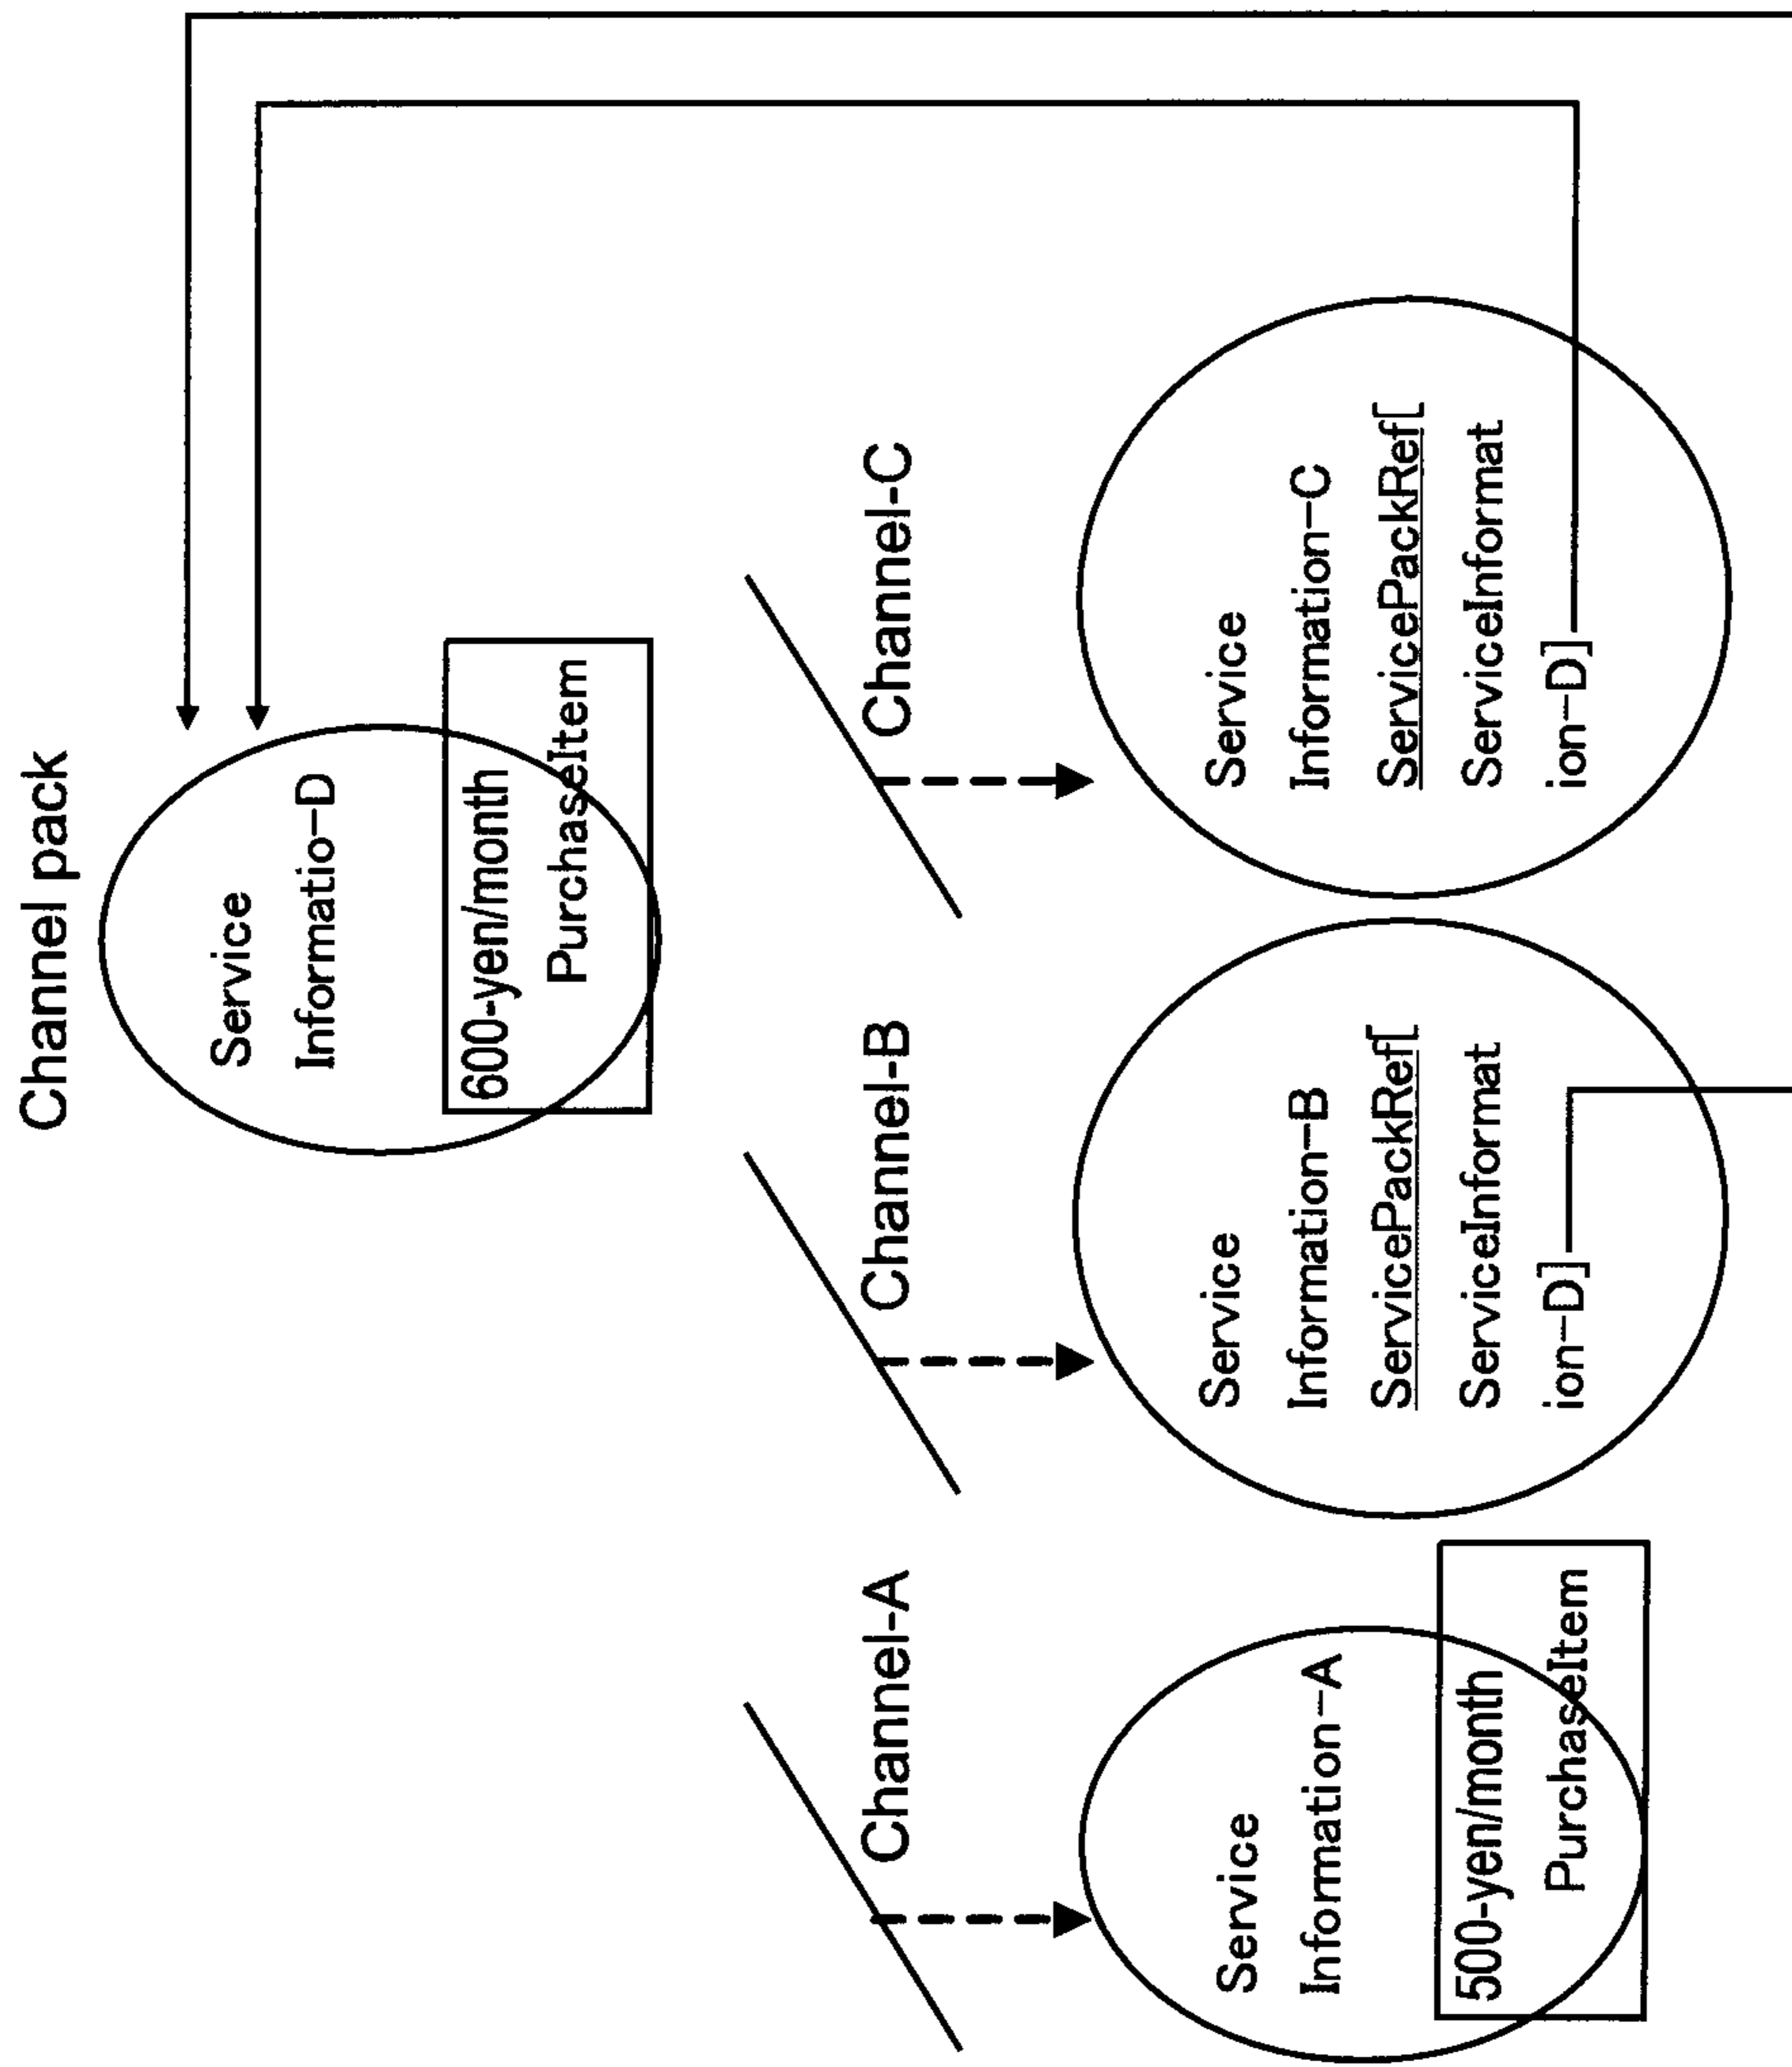 Channel pack
Service
Informatio-D
600-yen/month
PurchaseItem
Channel-A
Channel-B
Channel-C
Service
Information-A
500-yen/month
PurchaseItem
Service
Information-B
ServicePackRef[
ServiceInformat
ion-D]
Service
Information-C
ServicePackRef[
ServiceInformat
ion-D]